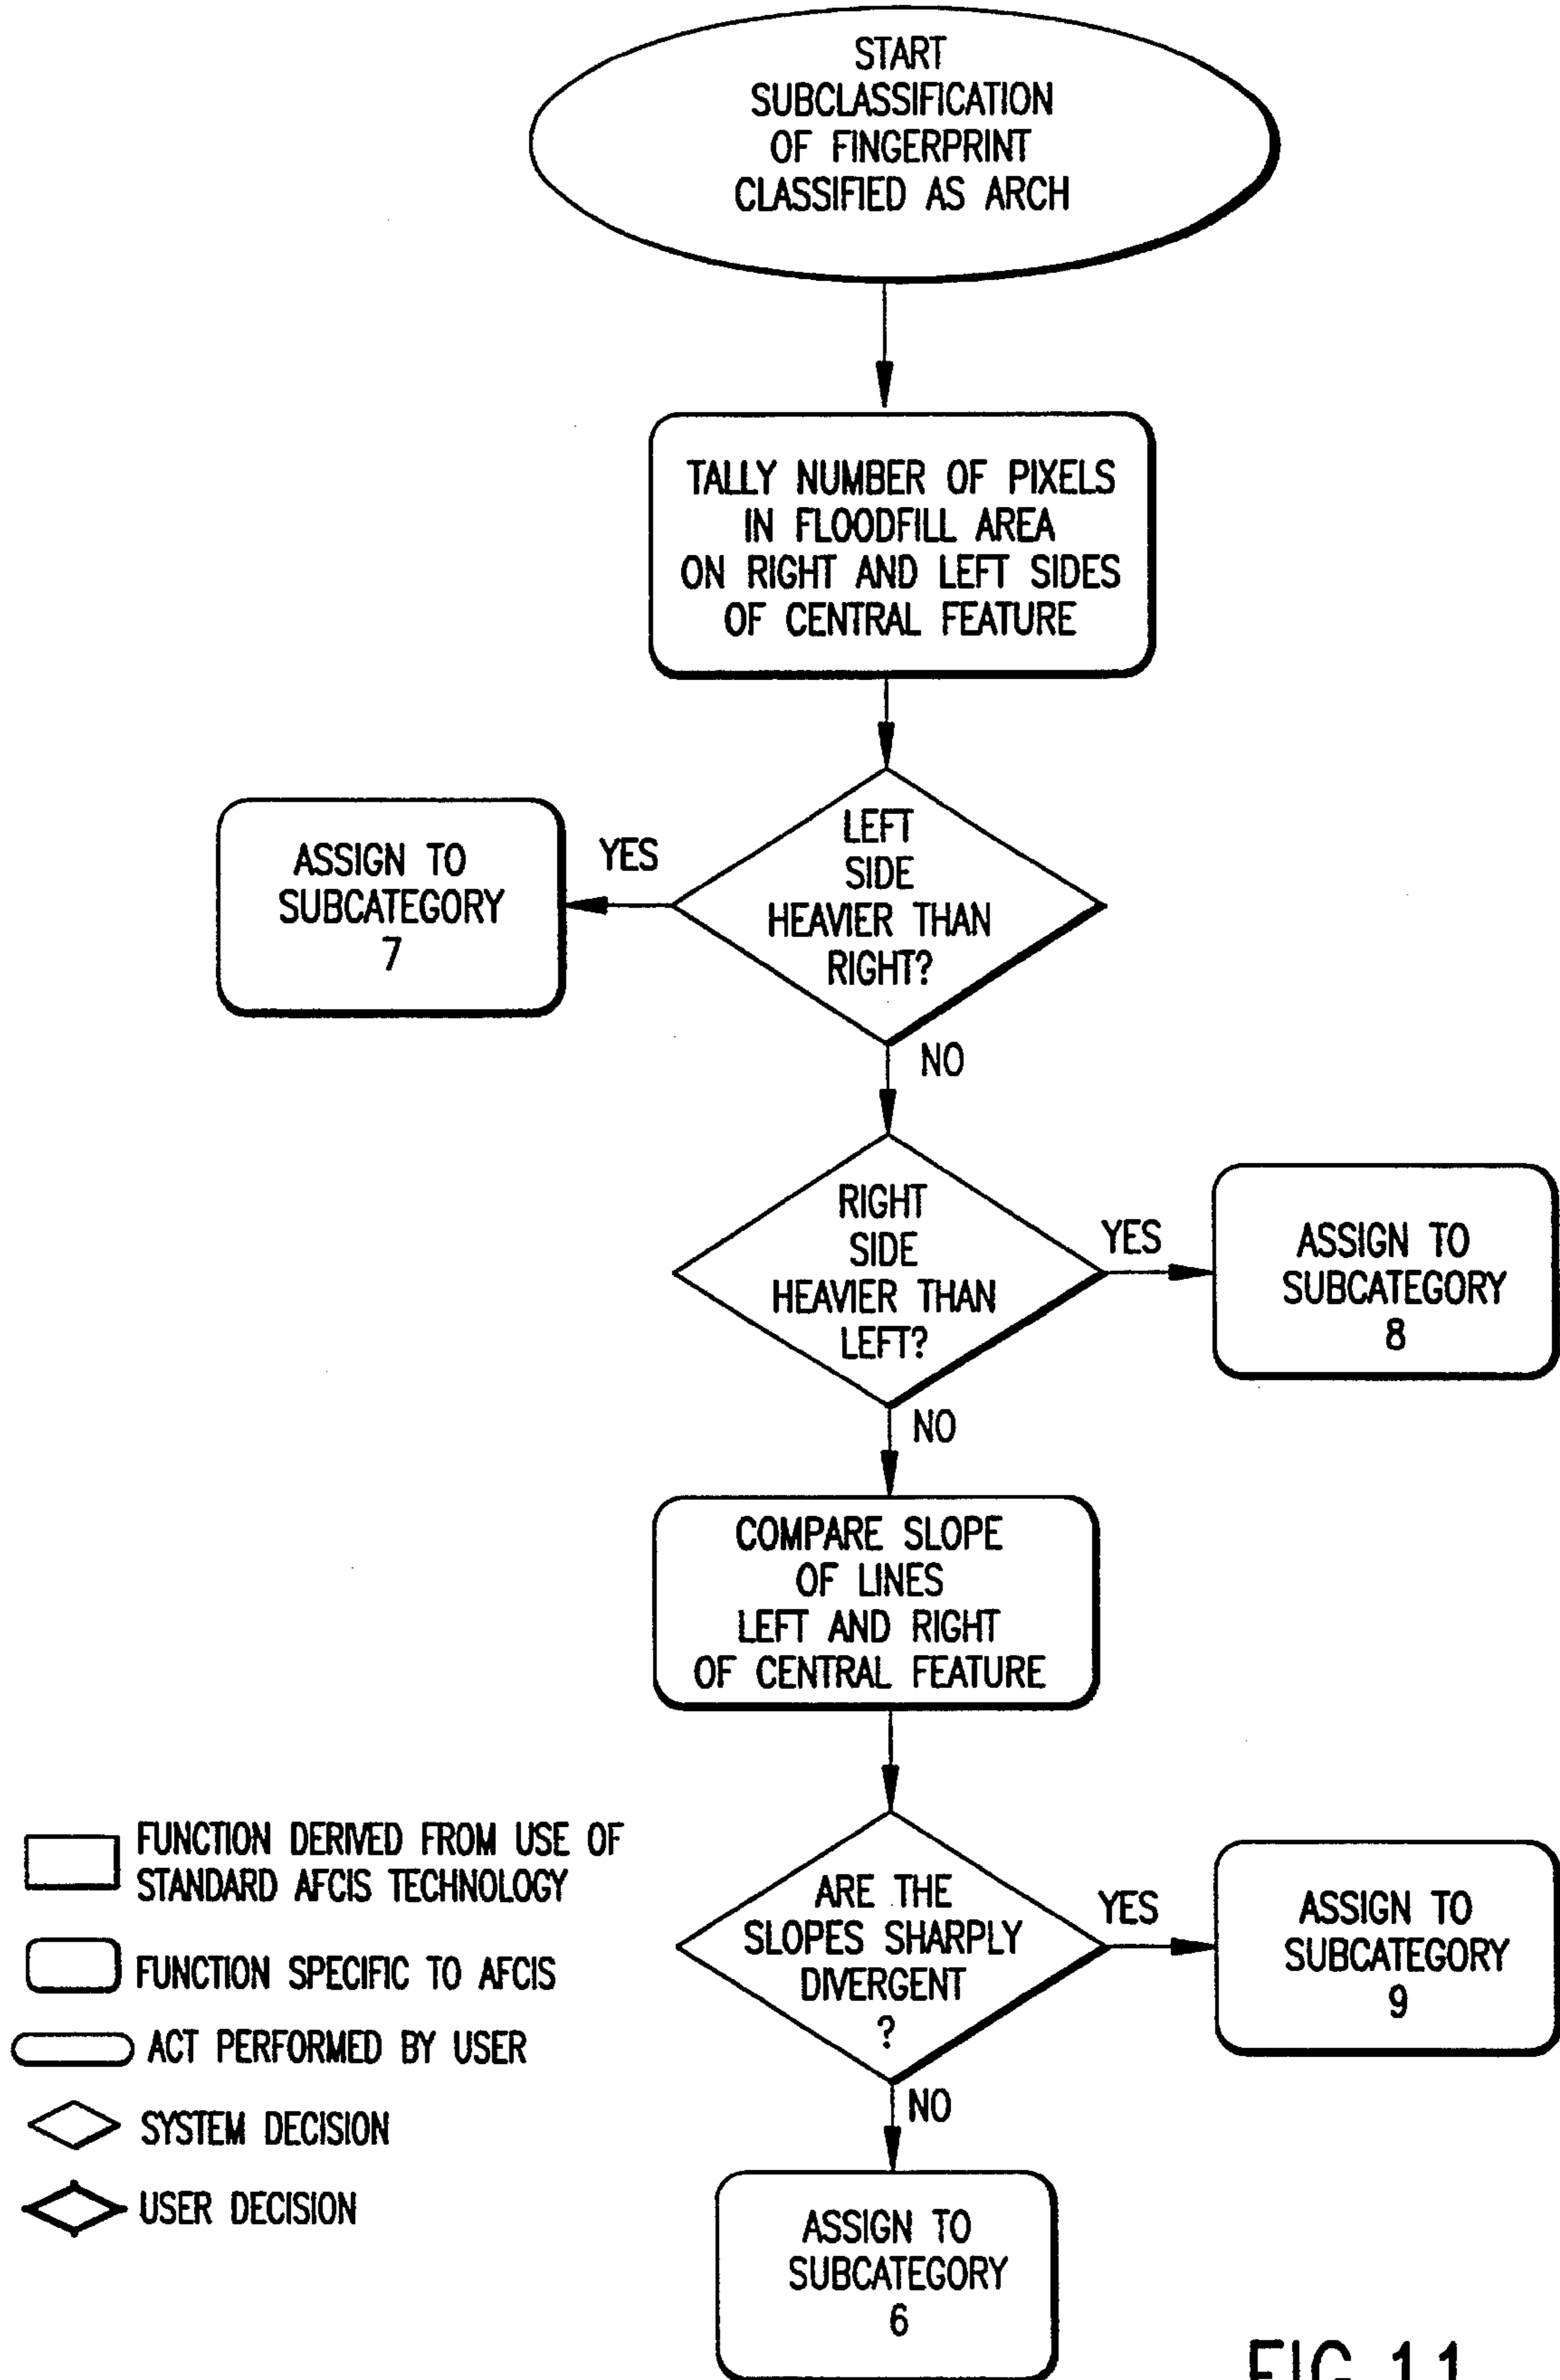 START
SUBCLASSIFICATION
OF FINGERPRINT
CLASSIFIED AS ARCH
TALLY NUMBER OF PIXELS
IN FLOODFILL AREA
ON RIGHT AND LEFT SIDES
OF CENTRAL FEATURE
LEFT
SIDE
HEAVIER THAN
RIGHT?
YES
ASSIGN TO
SUBCATEGORY
7
NO
RIGHT
SIDE
HEAVIER THAN
LEFT?
YES
ASSIGN TO
SUBCATEGORY
8
NO
COMPARE SLOPE
OF LINES
LEFT AND RIGHT
OF CENTRAL FEATURE
ARE THE
SLOPES SHARPLY
DIVERGENT
?
YES
ASSIGN TO
SUBCATEGORY
9
NO
ASSIGN TO
SUBCATEGORY
6
FUNCTION DERIVED FROM USE OF
STANDARD AFCIS TECHNOLOGY
FUNCTION SPECIFIC TO AFCIS
ACT PERFORMED BY USER
SYSTEM DECISION
USER DECISION
FIG.11